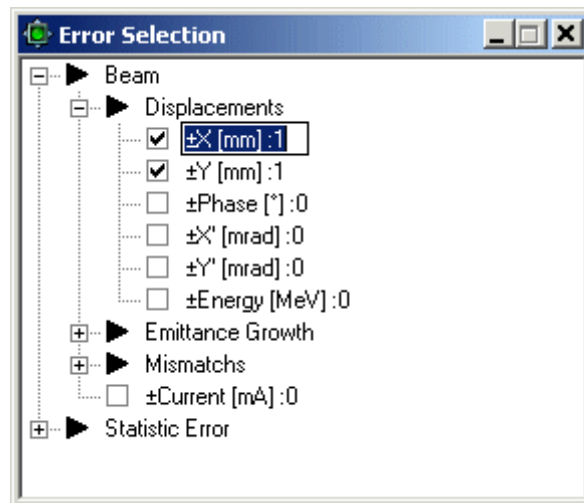 Error Selection
Beam
Displacements
±X [mm] :1
±Y [mm] :1
±Phase [°] :0
±X' [mrad] :0
±Y' [mrad] :0
±Energy [MeV] :0
Emittance Growth
Mismatchs
±Current [mA] :0
Statistic Error